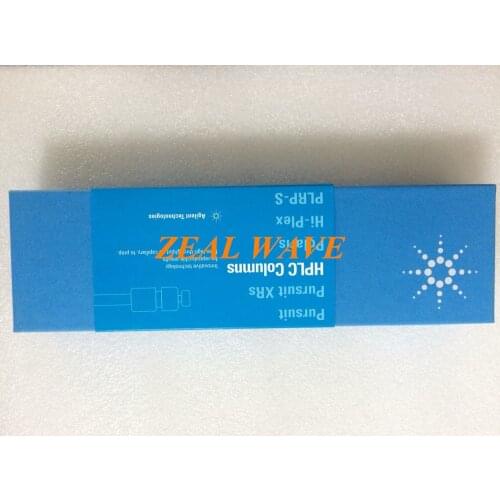 Pursuit
Pursuit XRs
HPLC Columns
Innovative technology
Polaris
Hi-Plex
PLRP-S
Agilent Technologies
ZEAL WAVE